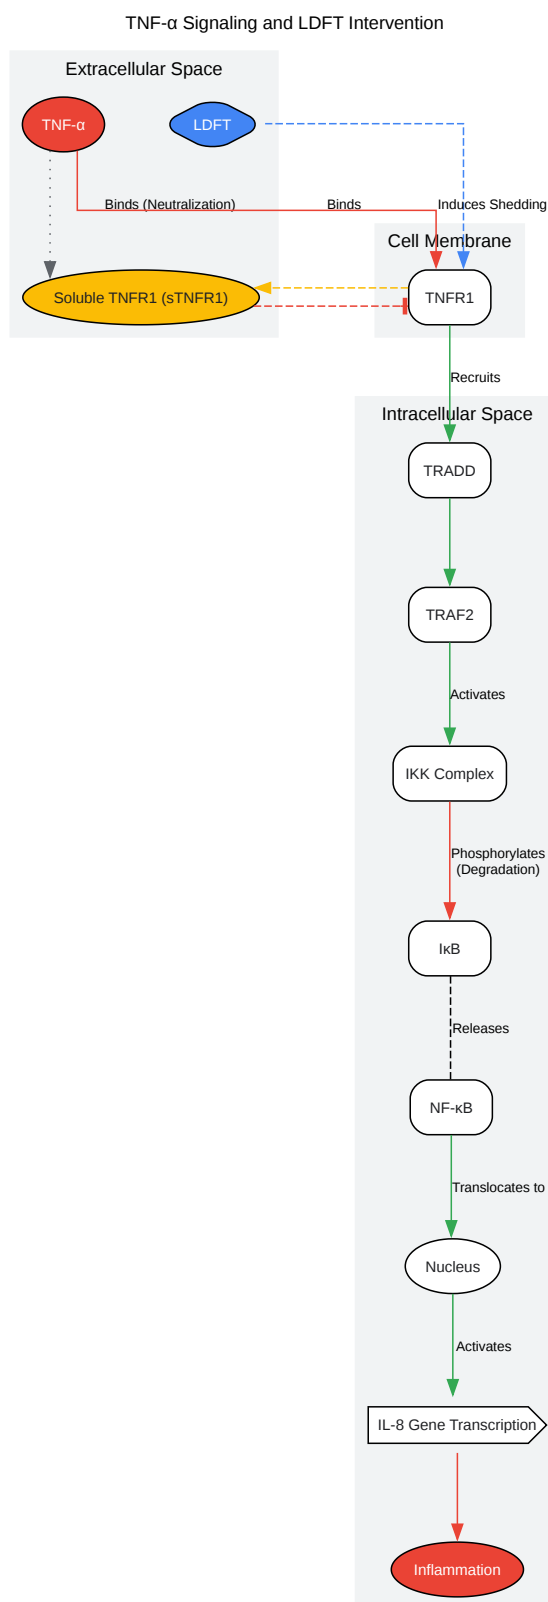 TNF-α Signaling and LDFT Intervention
Extracellular Space
TNF-α
LDFT
Binds (Neutralization)
Binds
Induces Shedding
Cell Membrane
Soluble TNFR1 (sTNFR1)
TNFR1
Recruits
Intracellular Space
TRADD
TRAF2
Activates
IKK Complex
Phosphorylates
(Degradation)
IκB
Releases
NF-κB
Translocates to
Nucleus
Activates
IL-8 Gene Transcription
Inflammation